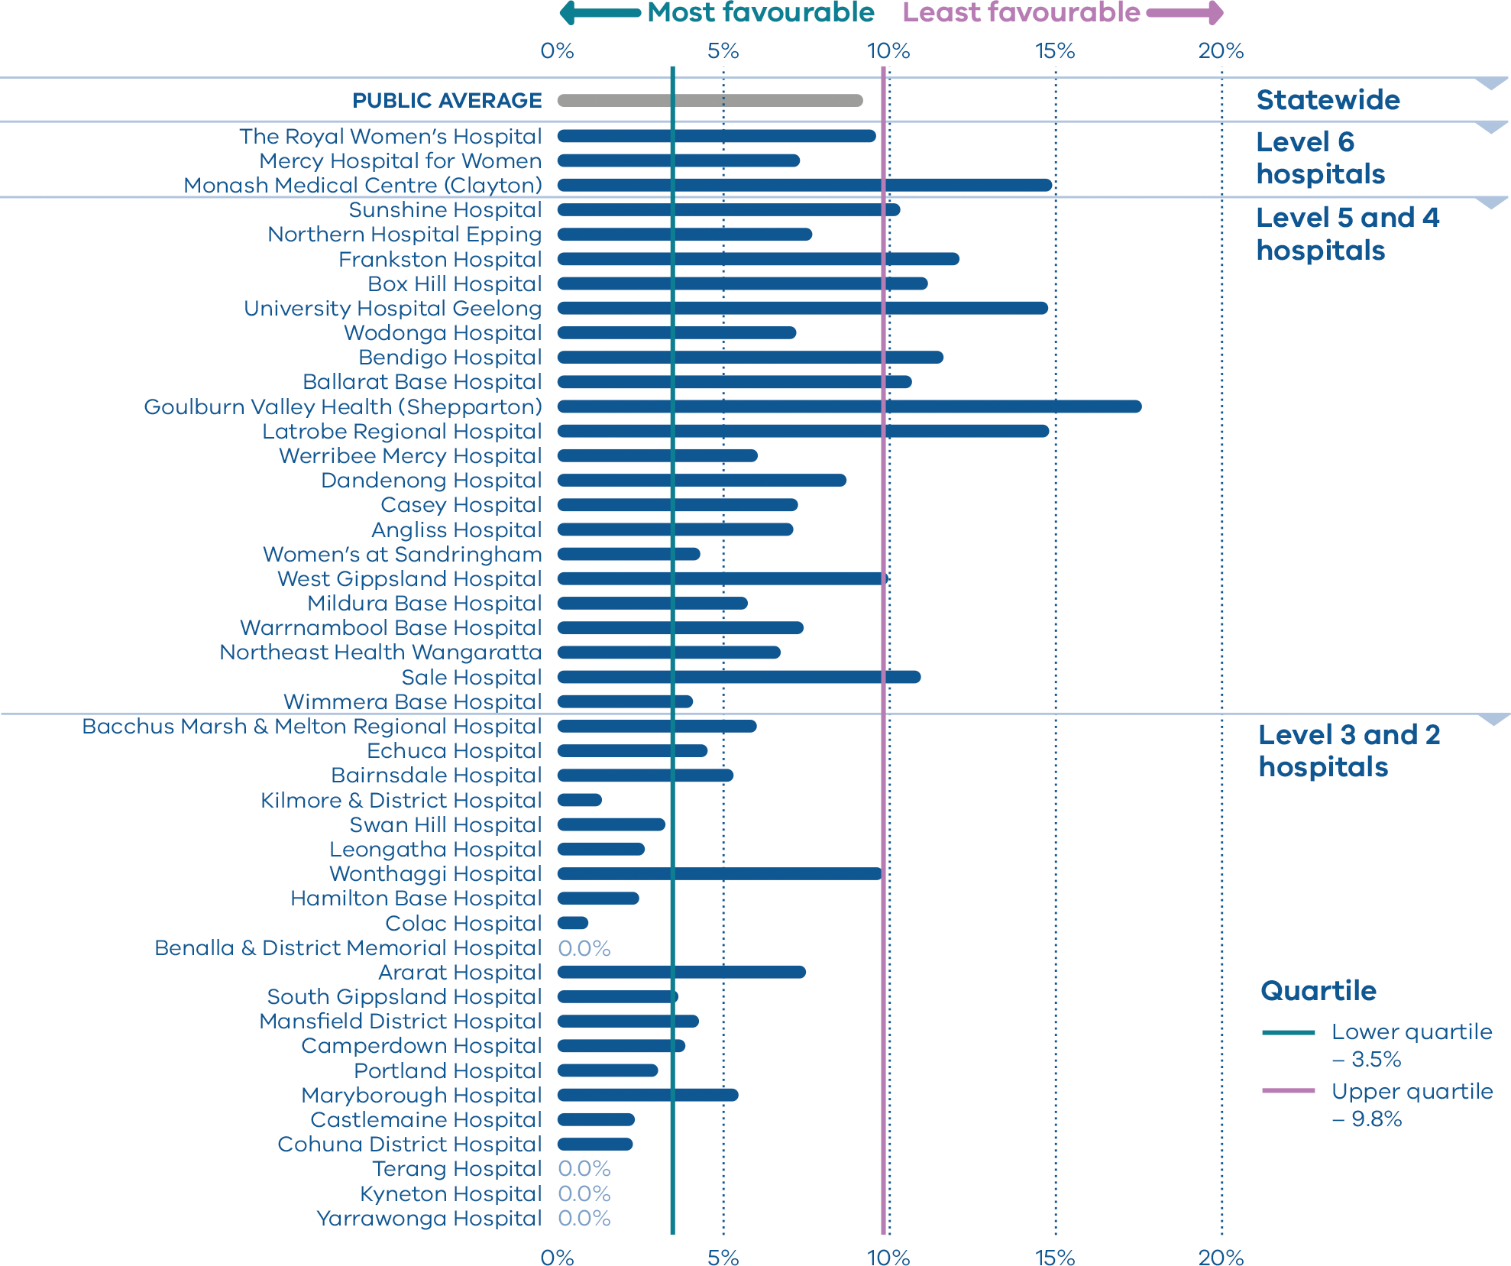 Most favourable Least favourable
0% 5% 10% 15% 20%
PUBLIC AVERAGE
Statewide
The Royal Women's Hospital
Level 6
Mercy Hospital for Women
hospitals
Monash Medical Centre (Clayton)
Sunshine Hospital
Level 5 and 4
Northern Hospital Epping
hospitals
Frankston Hospital
Box Hill Hospital
University Hospital Geelong
Wodonga Hospital
Bendigo Hospital
Ballarat Base Hospital
Goulburn Valley Health (Shepparton)
Latrobe Regional Hospital
Werribee Mercy Hospital
Dandenong Hospital
Casey Hospital
Angliss Hospital
Women's at Sandringham
West Gippsland Hospital
Mildura Base Hospital
Warrnambool Base Hospital
Northeast Health Wangaratta
Sale Hospital
Wimmera Base Hospital
Bacchus Marsh & Melton Regional Hospital
Level 3 and 2
Echuca Hospital
hospitals
Bairnsdale Hospital
Kilmore & District Hospital
Swan Hill Hospital
Leongatha Hospital
Wonthaggi Hospital
Hamilton Base Hospital
Colac Hospital
Benalla & District Memorial Hospital 0.0%
Ararat Hospital
South Gippsland Hospital
Mansfield District Hospital
Camperdown Hospital
Portland Hospital
Maryborough Hospital
Castlemaine Hospital
Cohuna District Hospital
Terang Hospital 0.0%
Kyneton Hospital 0.0%
Yarrawonga Hospital 0.0%
Quartile
Lower quartile
– 3.5%
Upper quartile
– 9.8%
0% 5% 10% 15% 20%